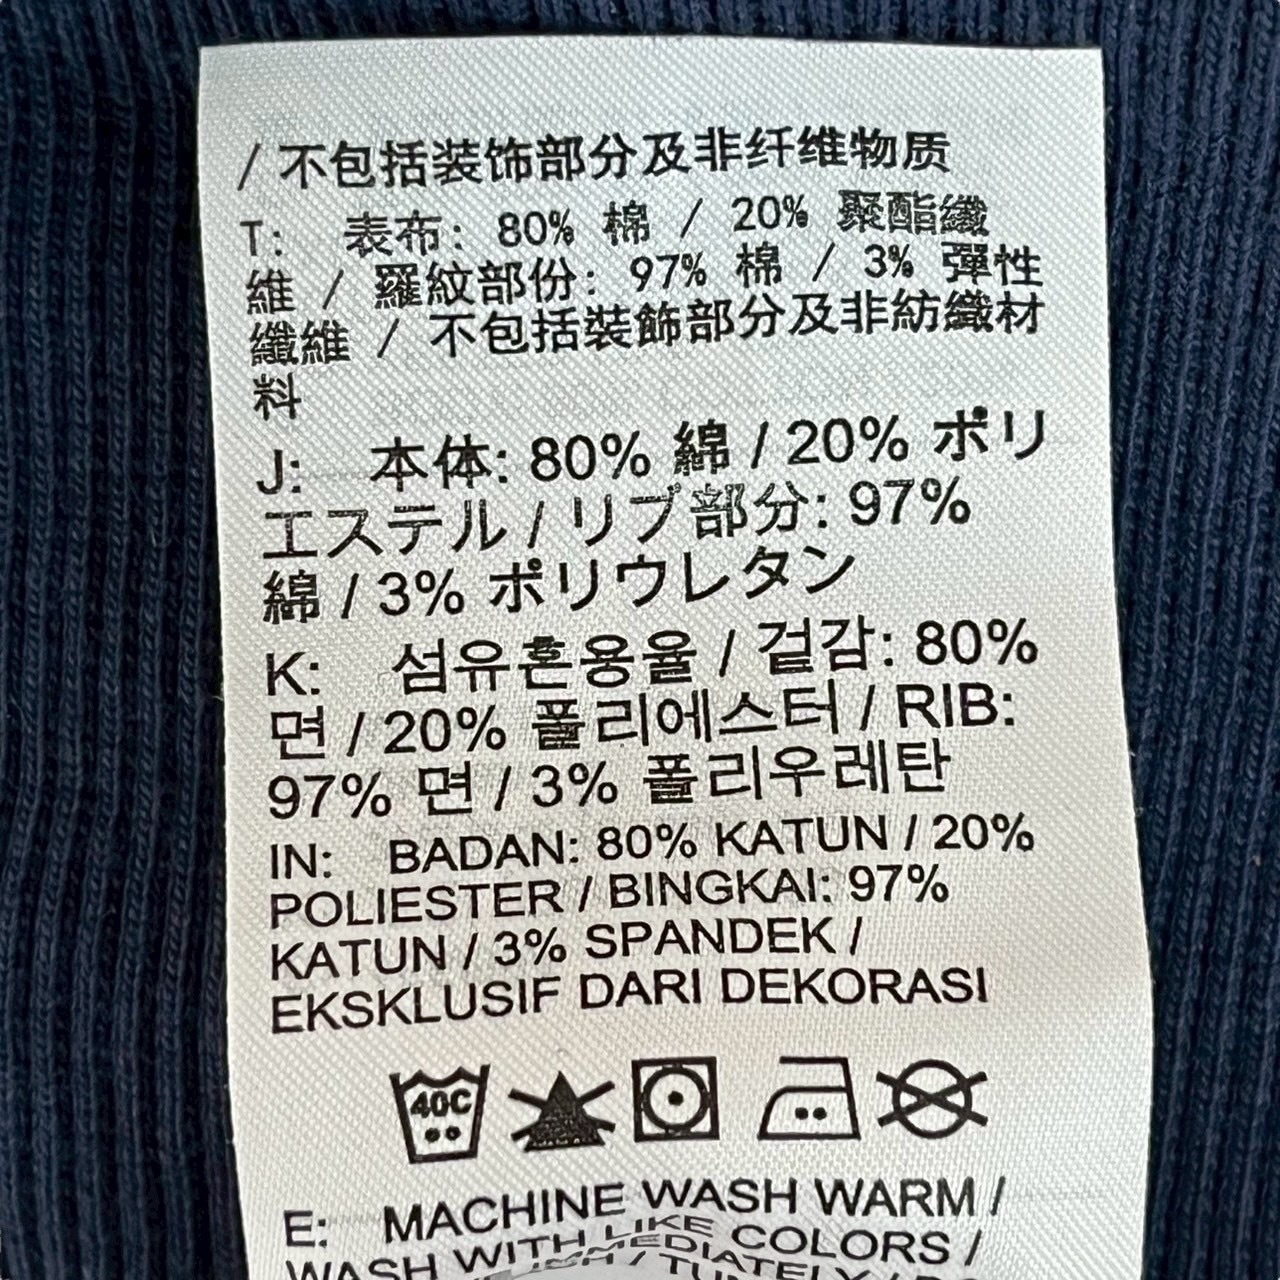 / 不包括装饰部分及非纤维物质
T: 表布: 80% 棉 / 20% 聚酯纖
維 / 羅紋部份: 97% 棉 / 3% 彈性
纖維 / 不包括裝飾部分及非紡織材
料
J: 本体: 80% 綿 / 20% ポリ
エステル / リブ部分: 97%
綿 / 3% ポリウレタン
K: 섬유혼용율 / 겉감: 80%
면 / 20% 폴리에스터 / RIB:
97% 면 / 3% 폴리우레탄
IN: BADAN: 80% KATUN / 20%
POLIESTER / BINGKAI: 97%
KATUN / 3% SPANDEK /
EKSKLUSIF DARI DEKORASI
40C
E: MACHINE WASH WARM /
WASH WITH LIKE COLORS /